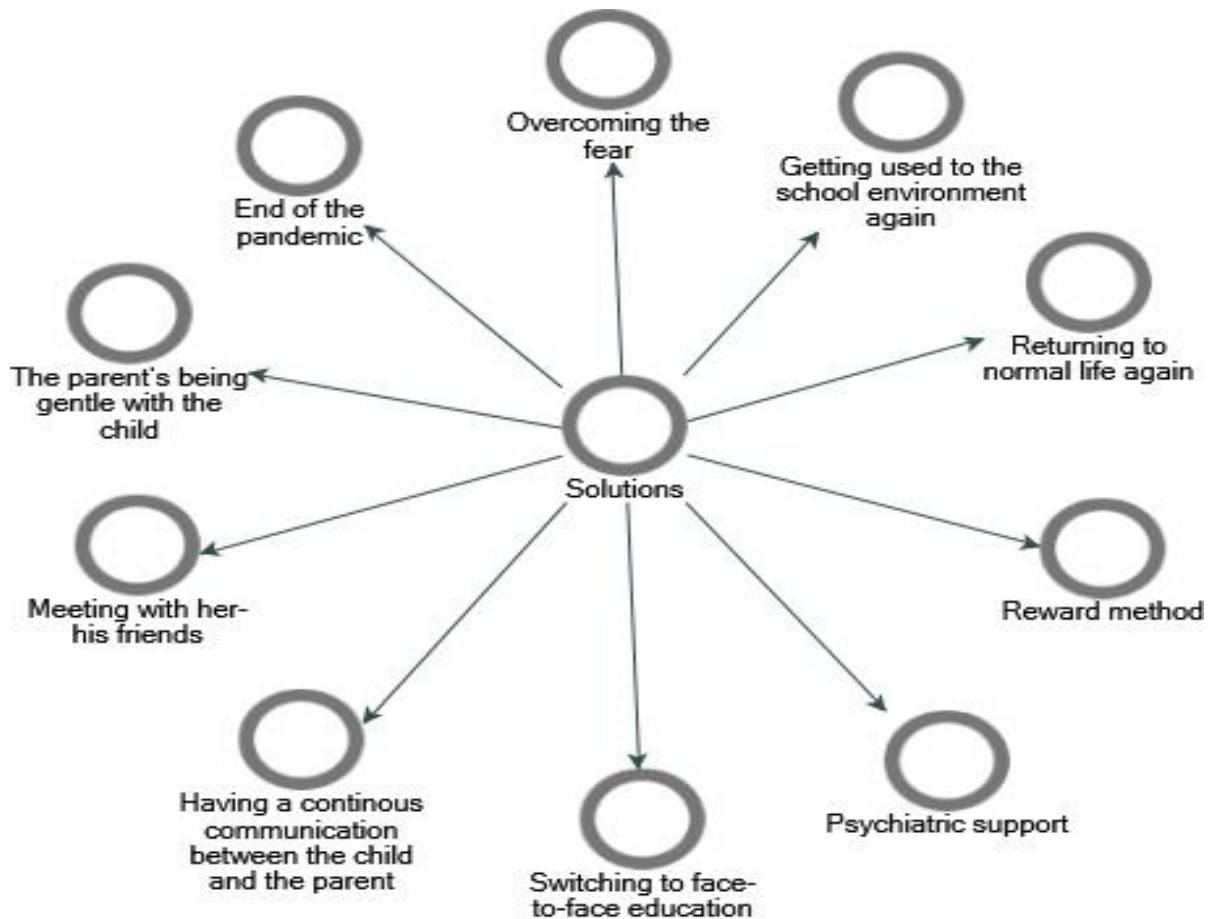 Overcoming the
fear
Getting used to the
school environment
again
End of the
pandemic
Returning to
normal life again
The parent's being
gentle with the
child
Solutions
Meeting with her-
his friends
Reward method
Having a continous
communication
between the child
and the parent
Psychiatric support
Switching to face-
to-face education